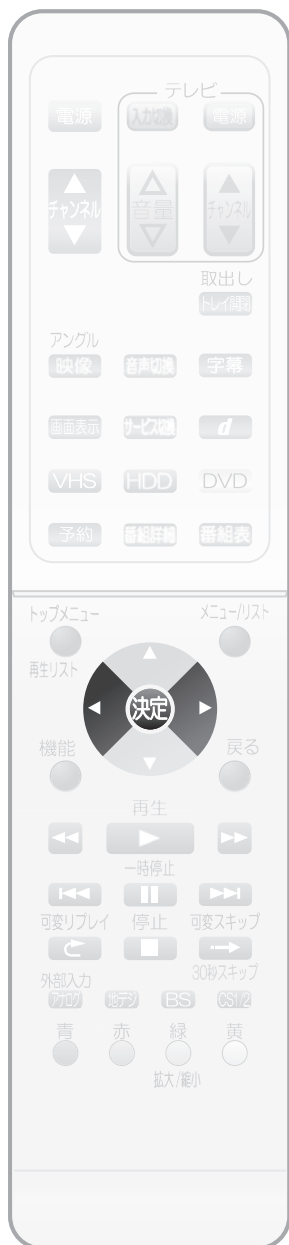 テレビ
電源 入力切換 電源
チャンネル 音量 チャンネル
取出し
トレイ開閉
アングル
映像 音声切換 字幕
画面表示 サービス切換 d
VHS HDD DVD
予約 番組詳細 番組表
トップメニュー メニュー/リスト
再生リスト
決定
機能 戻る
再生
一時停止
可変リプレイ 停止 可変スキップ
30秒スキップ
外部入力
アナログ 地デジ BS CS1/2
青 赤 緑 黄
拡大/縮小